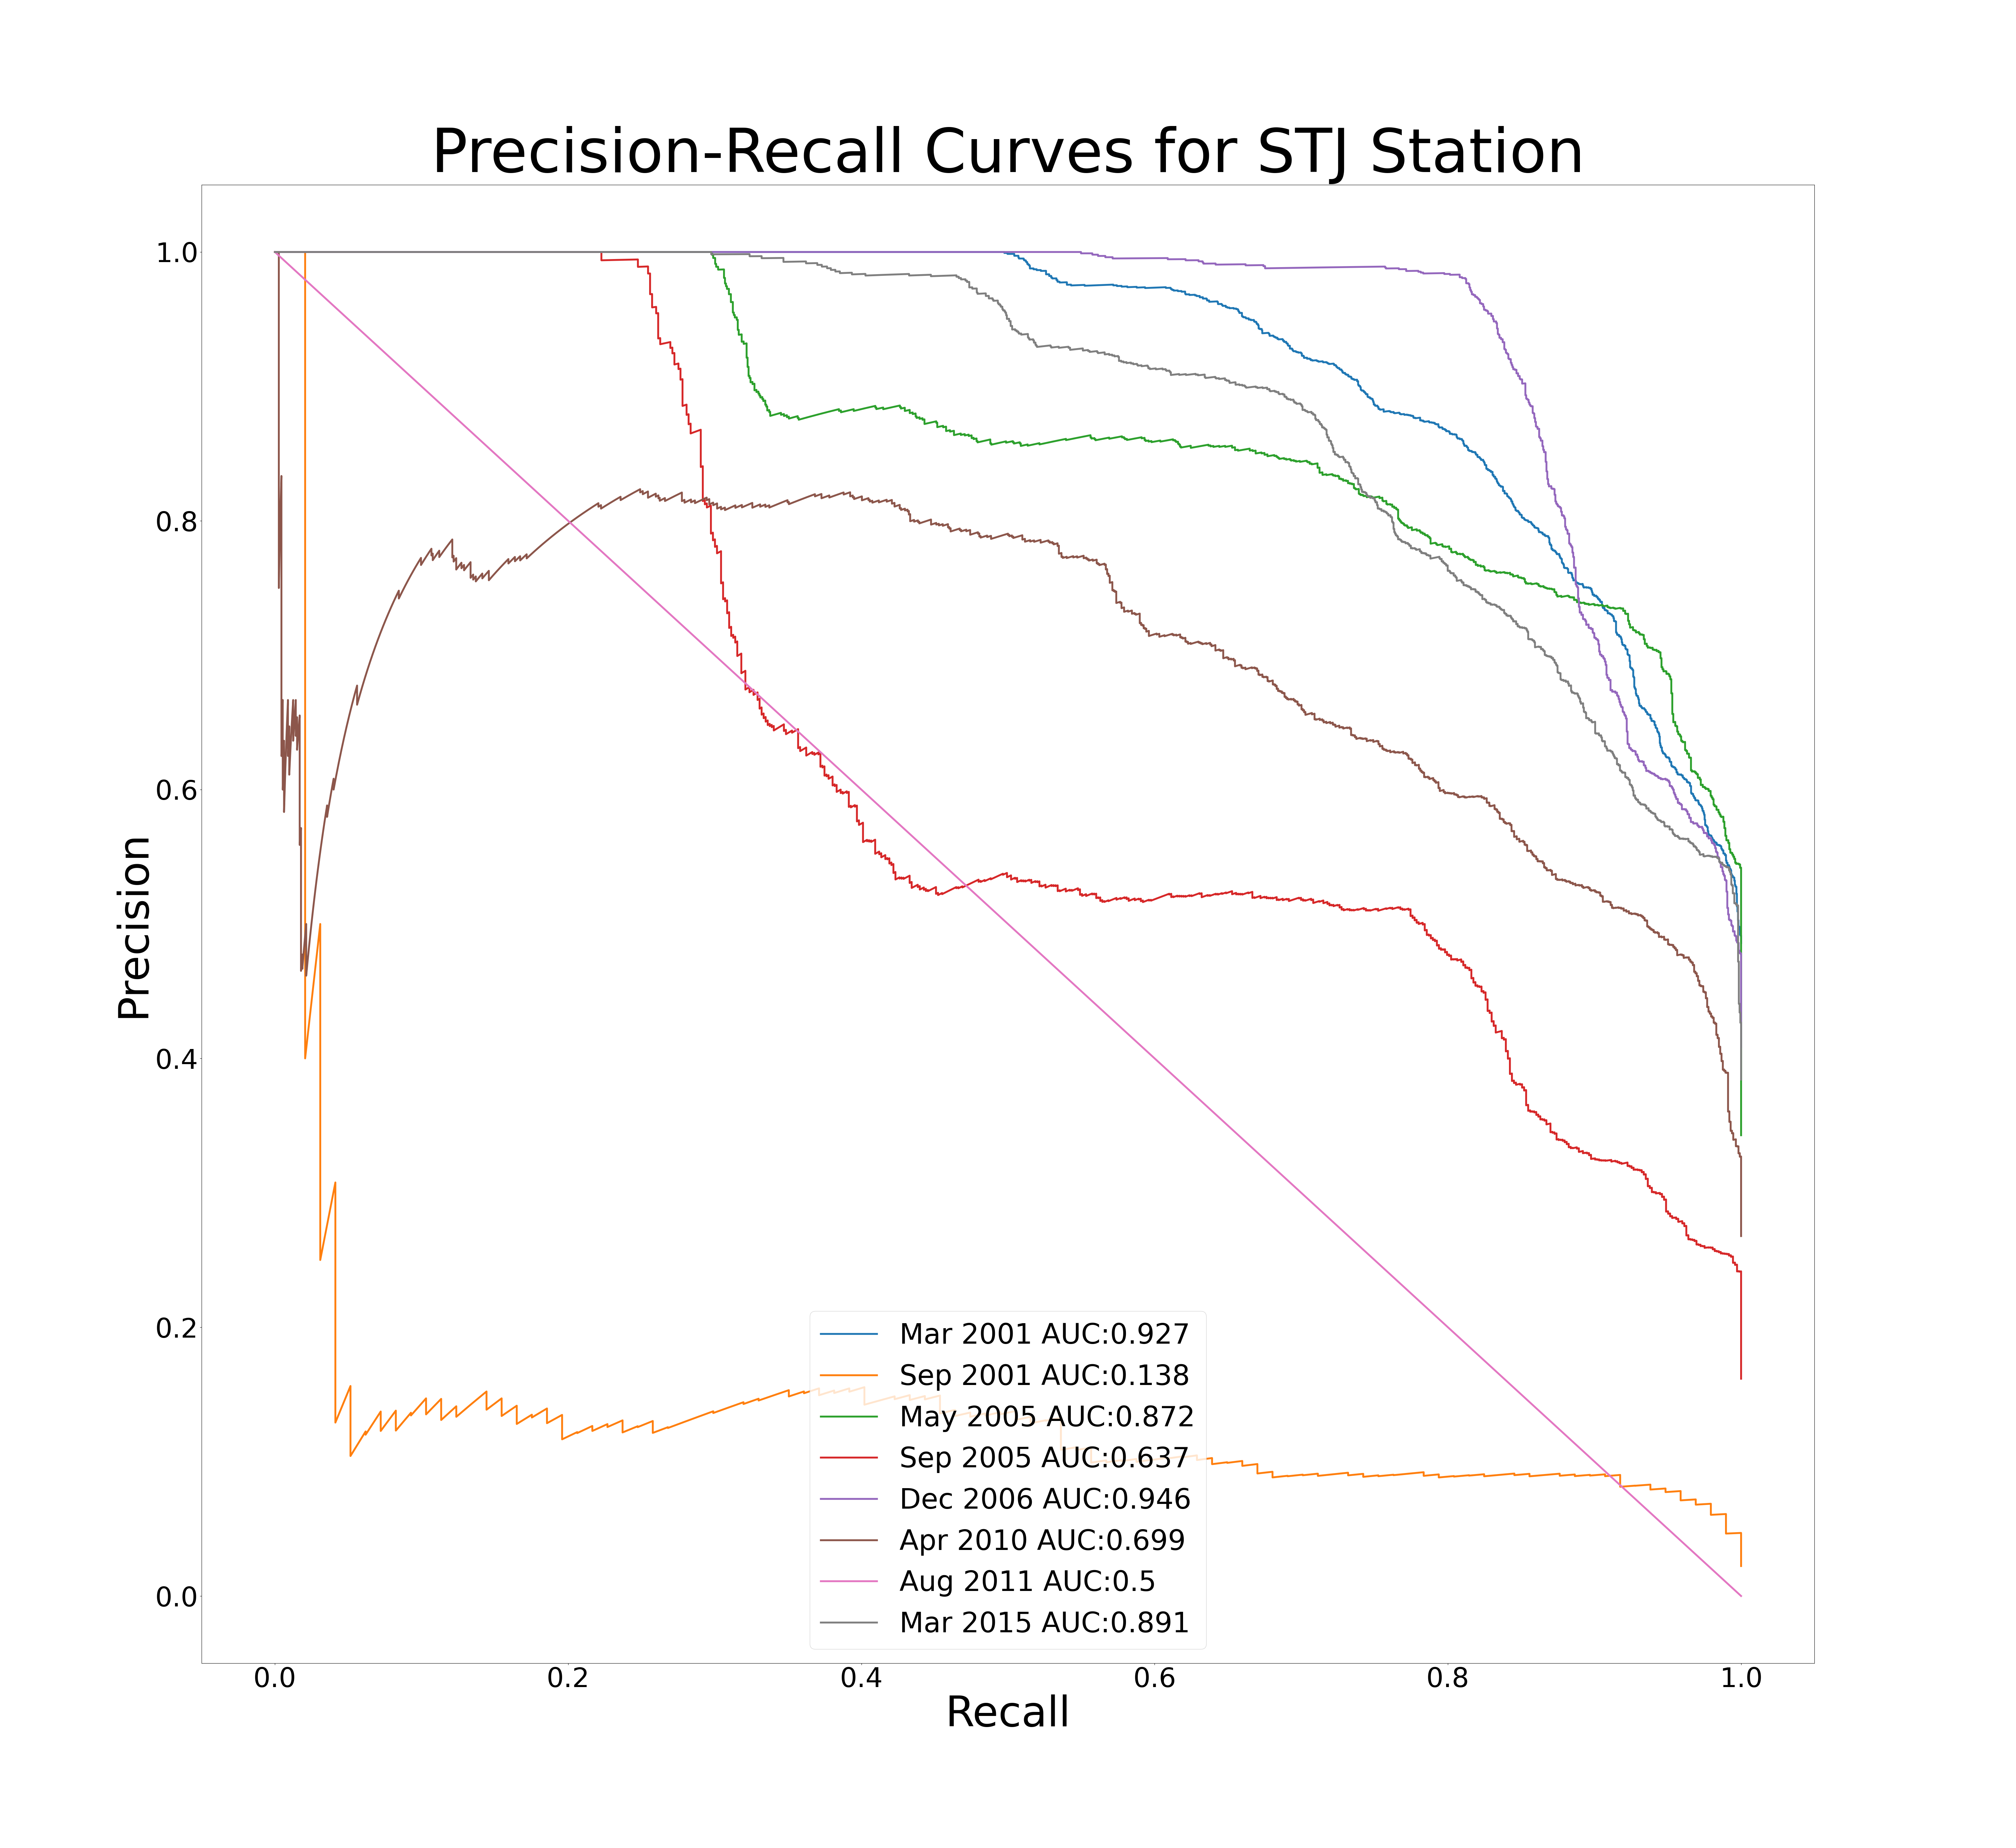 Precision-Recall Curves for STJ Station
Precision
1.0
0.8
0.6
0.4
0.2
0.0
Mar 2001 AUC:0.927
Sep 2001 AUC:0.138
May 2005 AUC:0.872
Sep 2005 AUC:0.637
Dec 2006 AUC:0.946
Apr 2010 AUC:0.699
Aug 2011 AUC:0.5
Mar 2015 AUC:0.891
0.0 0.2 0.4 0.6 0.8 1.0
Recall